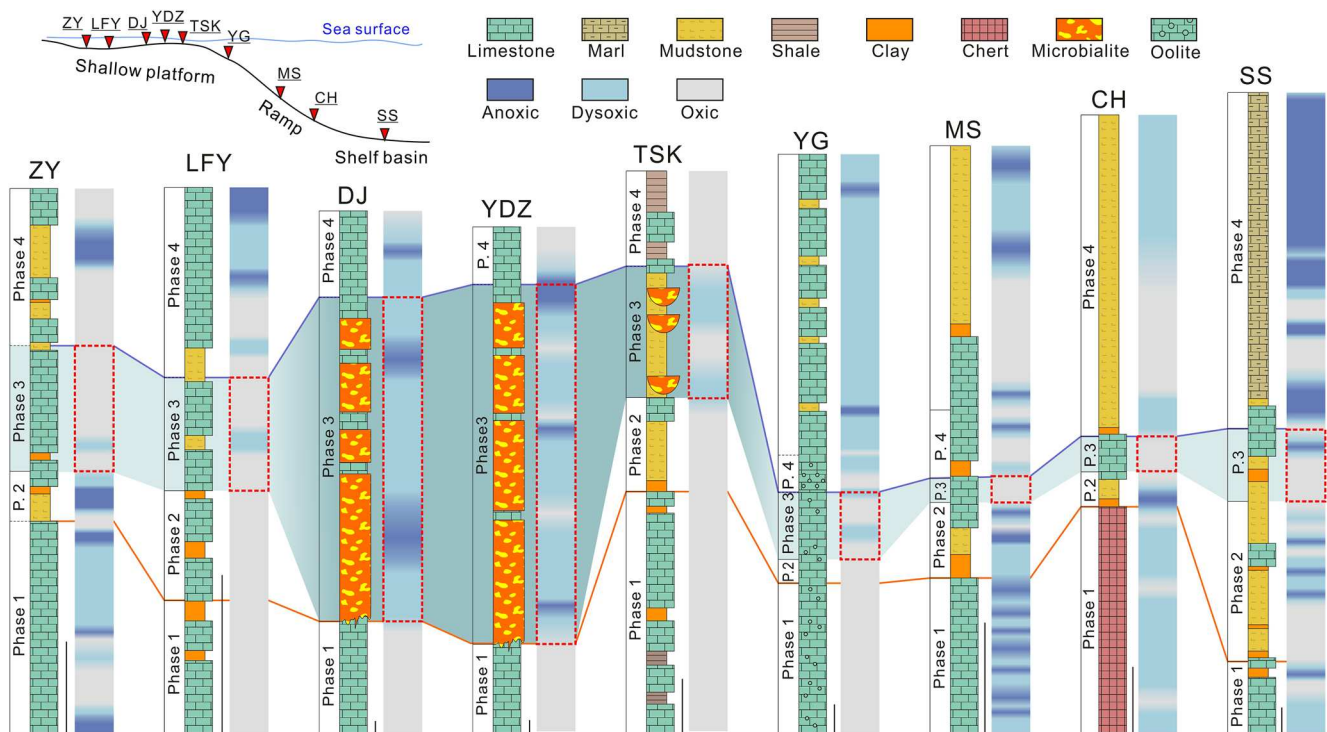 ZY LFY DJ YDZ TSK
YG
MS
CH
SS
Sea surface
Shallow platform
Ramp
Shelf basin
Limestone Marl Mudstone Shale Clay Chert Microbialite Oolite
Anoxic Dysoxic Oxic
ZY
Phase 4
Phase 3
P. 2
Phase 1
LFY
Phase 4
Phase 3
Phase 2
Phase 1
DJ
Phase 4
Phase 3
Phase 1
YDZ
P. 4
Phase3
Phase 1
TSK
Phase 4
Phase 3
Phase 2
Phase 1
YG
P. 4
Phase 3
P.2
Phase 1
MS
P. 4
P.3
Phase 2
Phase 1
CH
Phase 4
P.3
P.2
Phase 1
SS
Phase 4
P.3
Phase 2
Phase 1